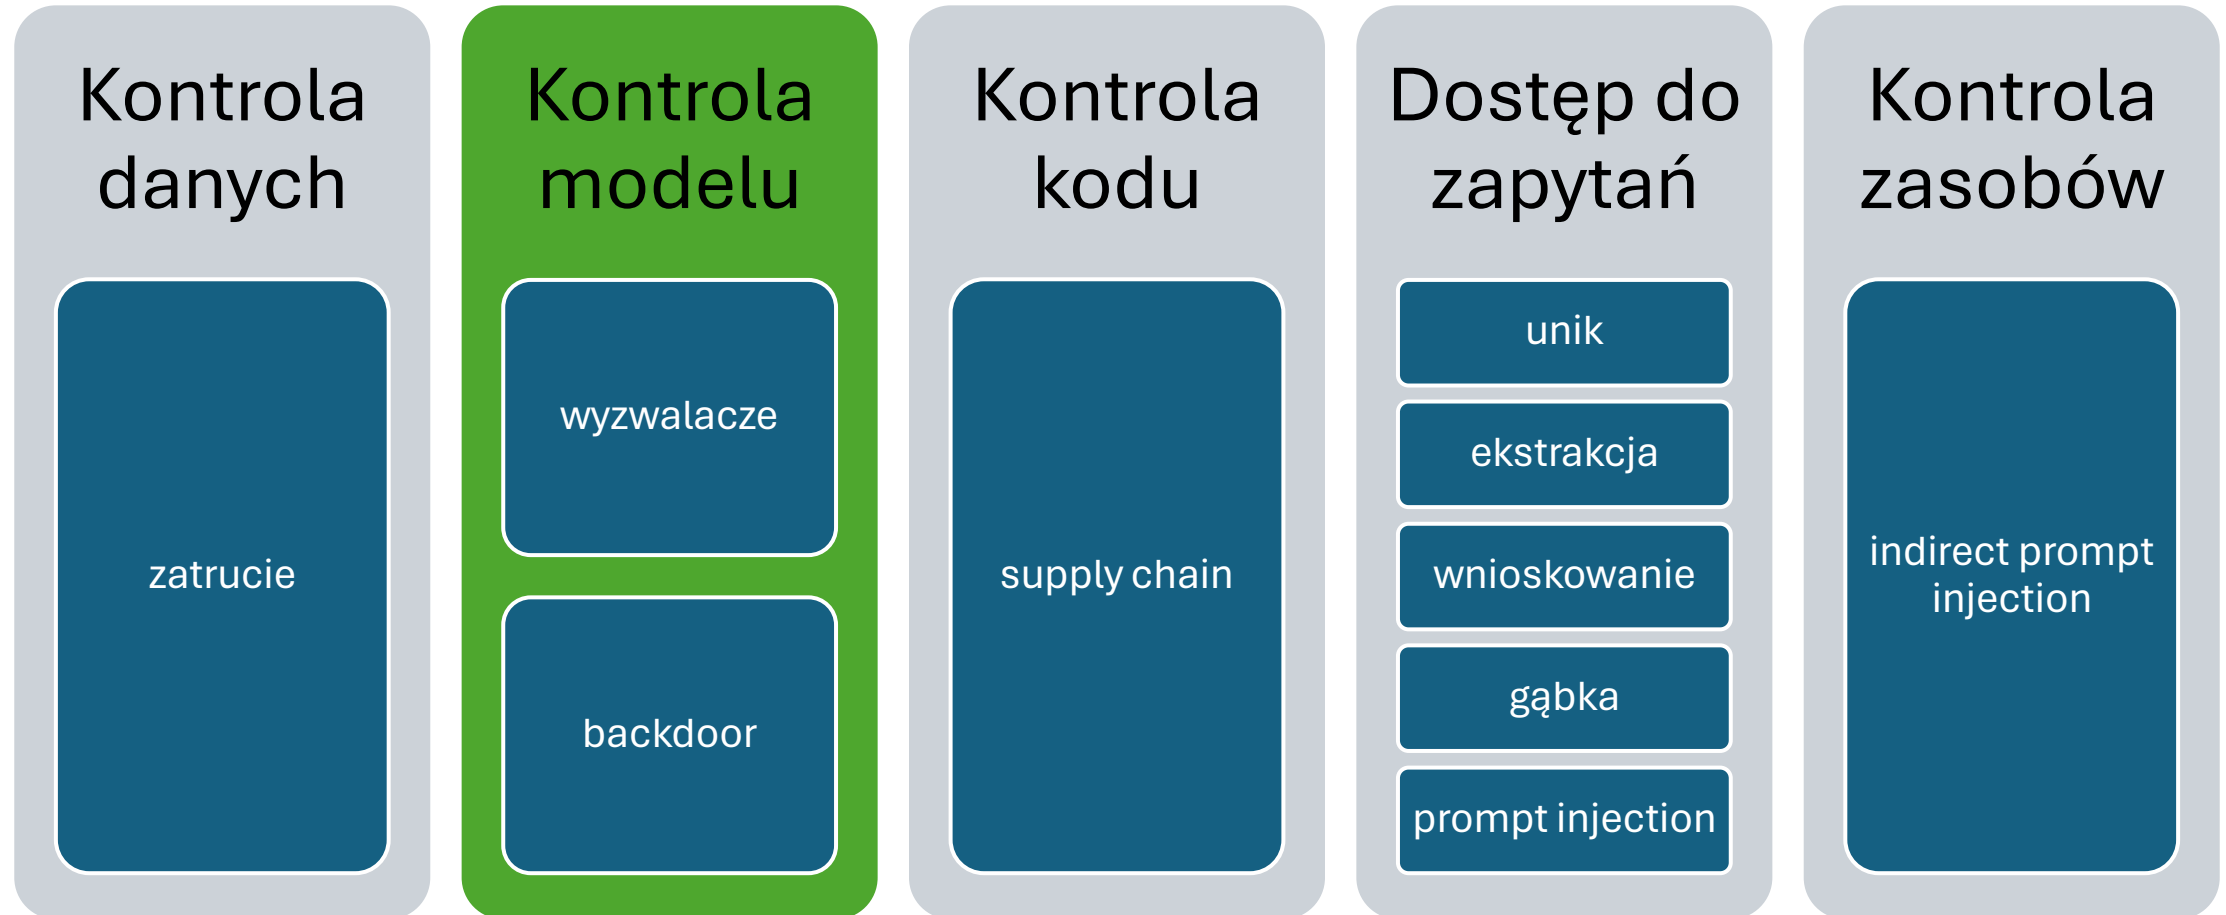 Kontrola
danych
zatrucie
Kontrola
modelu
wyzwalacze
backdoor
Kontrola
kodu
supply chain
Dostęp do
zapytań
unik
ekstrakcja
wnioskowanie
gąbka
prompt injection
Kontrola
zasobów
indirect prompt
injection